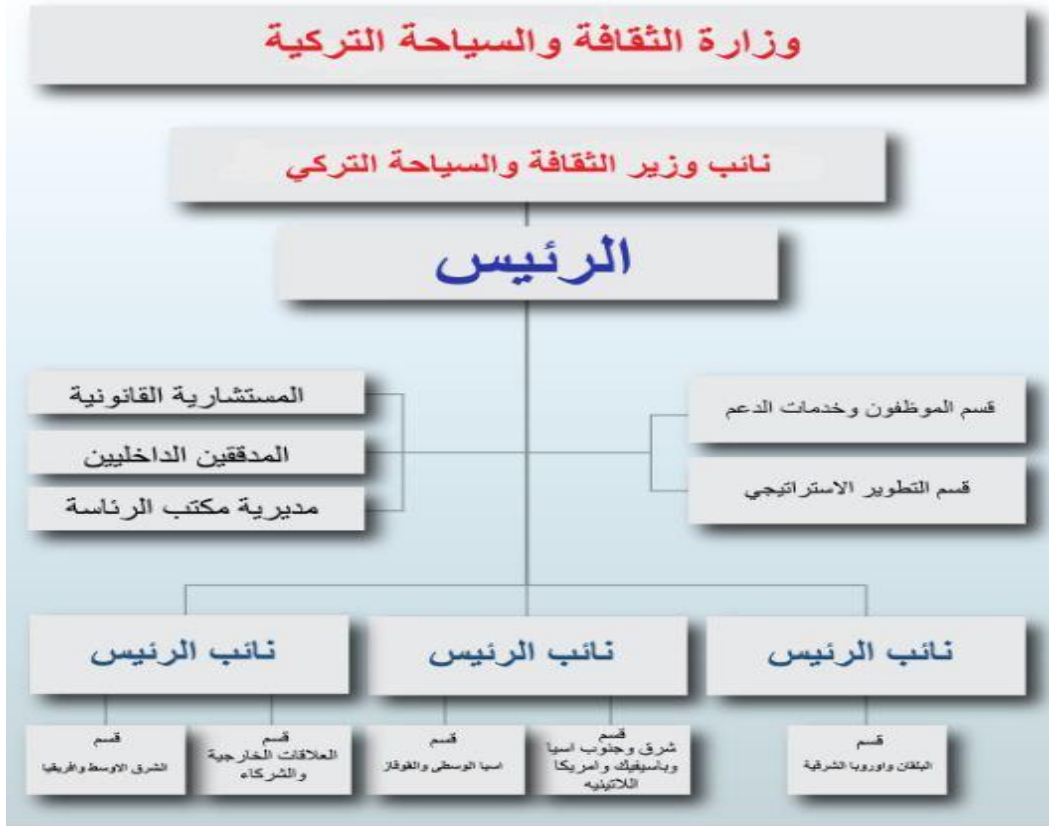 وزارة الثقافة والسياحة التركية
نائب وزير الثقافة والسياحة التركي
الرئيس
قسم الموظفون وخدمات الدعم
قسم التطوير الاستراتيجي
المستشارية القانونية
المدققين الداخليين
مديرية مكتب الرئاسة
نائب الرئيس
نائب الرئيس
نائب الرئيس
قسم
البلقان واوروبا الشرقية
قسم
شرق وجنوب اسيا
وباسيفيك وامريكا
اللاتينيه
قسم
اسيا الوسطى والقوقاز
قسم
العلاقات الخارجية
والشركاء
قسم
الشرق الاوسط وافريقيا